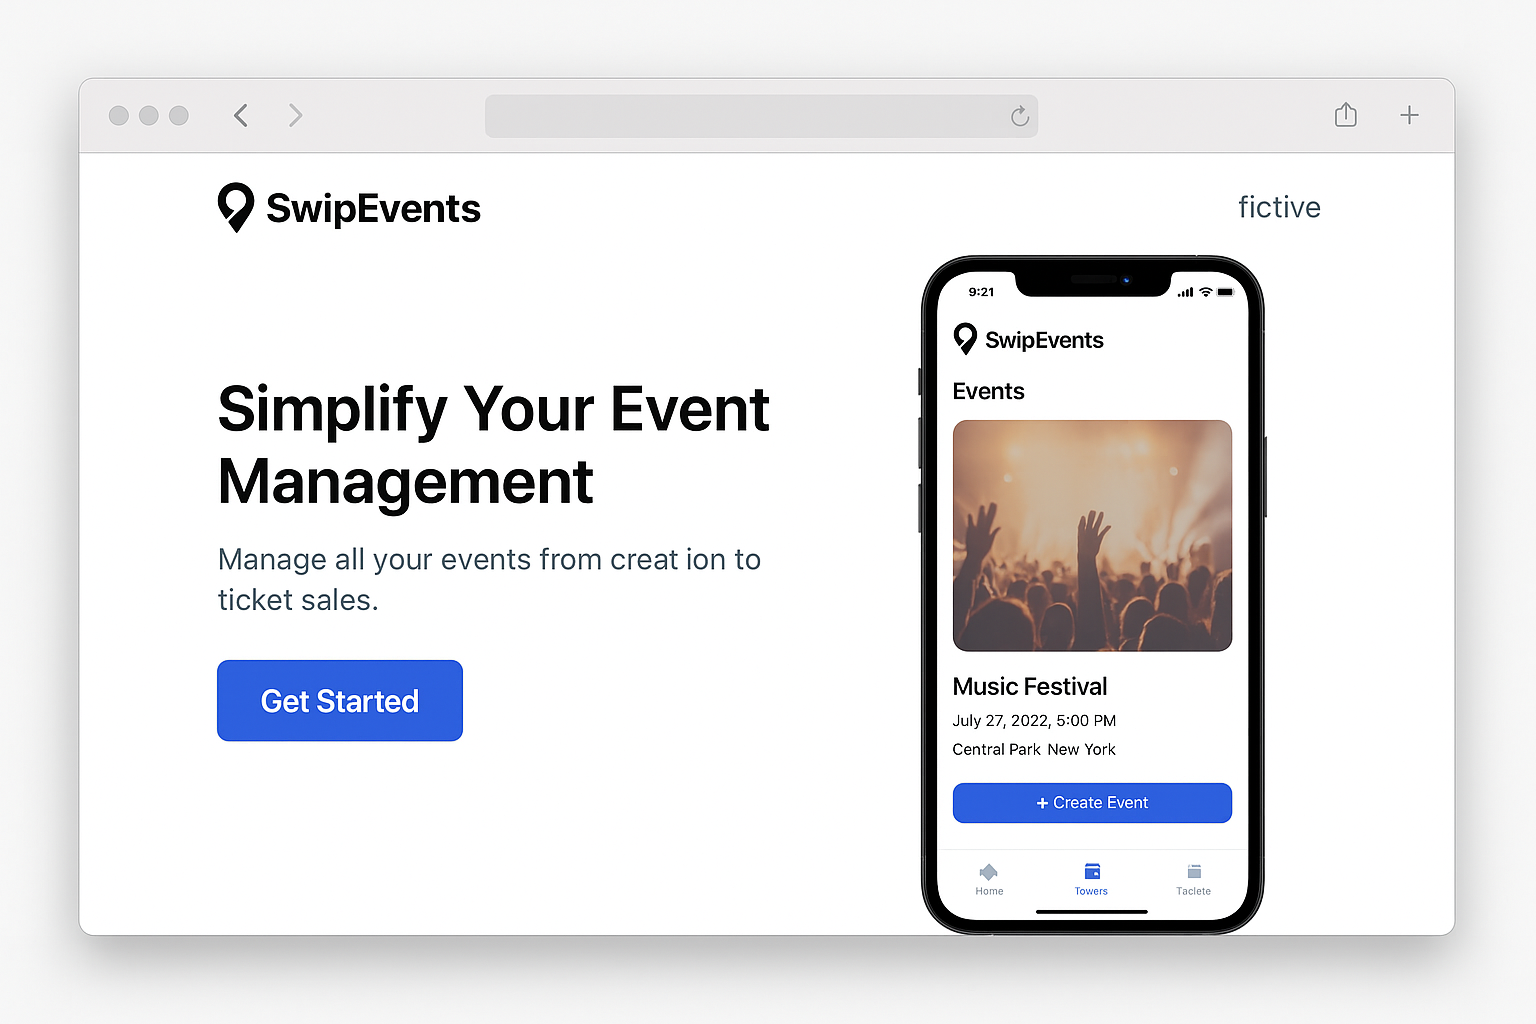 SwipEvents
fictive
Simplify Your Event
Management
Manage all your events from creat ion to
ticket sales.
Get Started
9:21
SwipEvents
Events
Music Festival
July 27, 2022, 5:00 PM
Central Park New York
+ Create Event
Home
Towers
Taclete